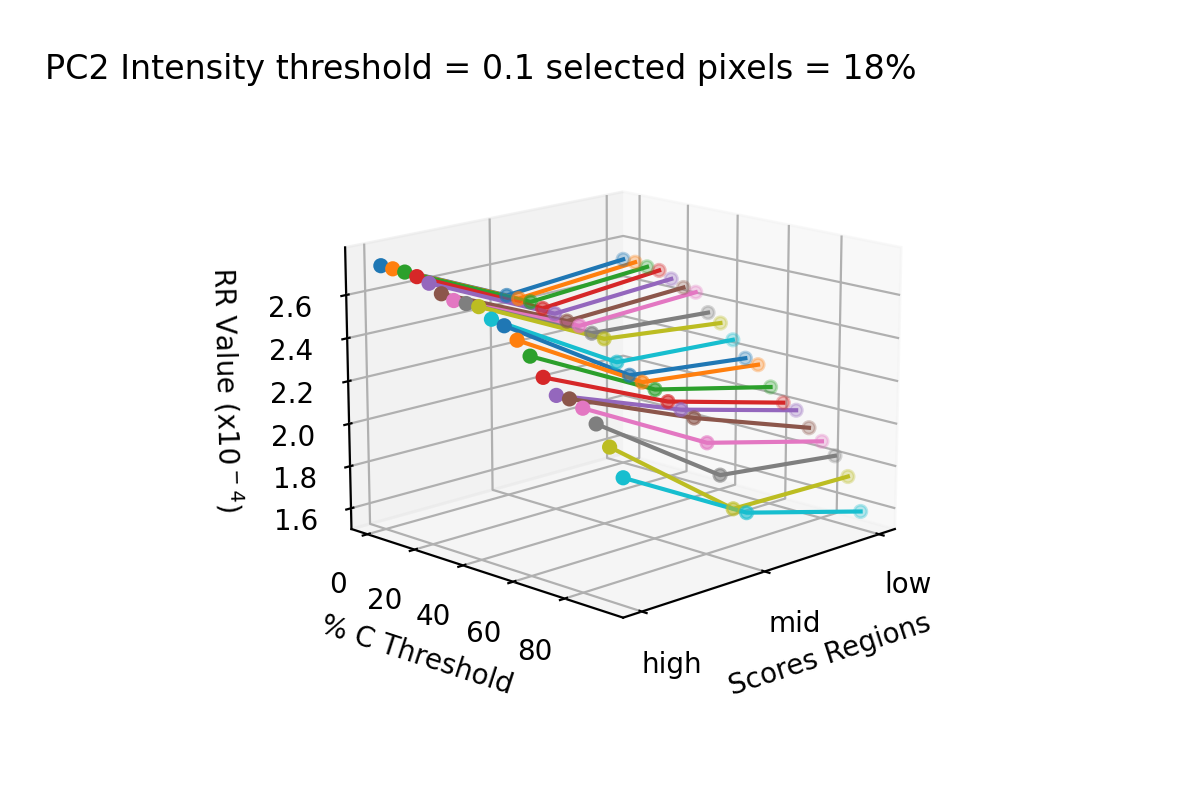 PC2 Intensity threshold = 0.1 selected pixels = 18%
RR Value (x10⁻⁴)
2.6
2.4
2.2
2.0
1.8
1.6
0
20
40
60
80
% C Threshold
high
mid
low
Scores Regions